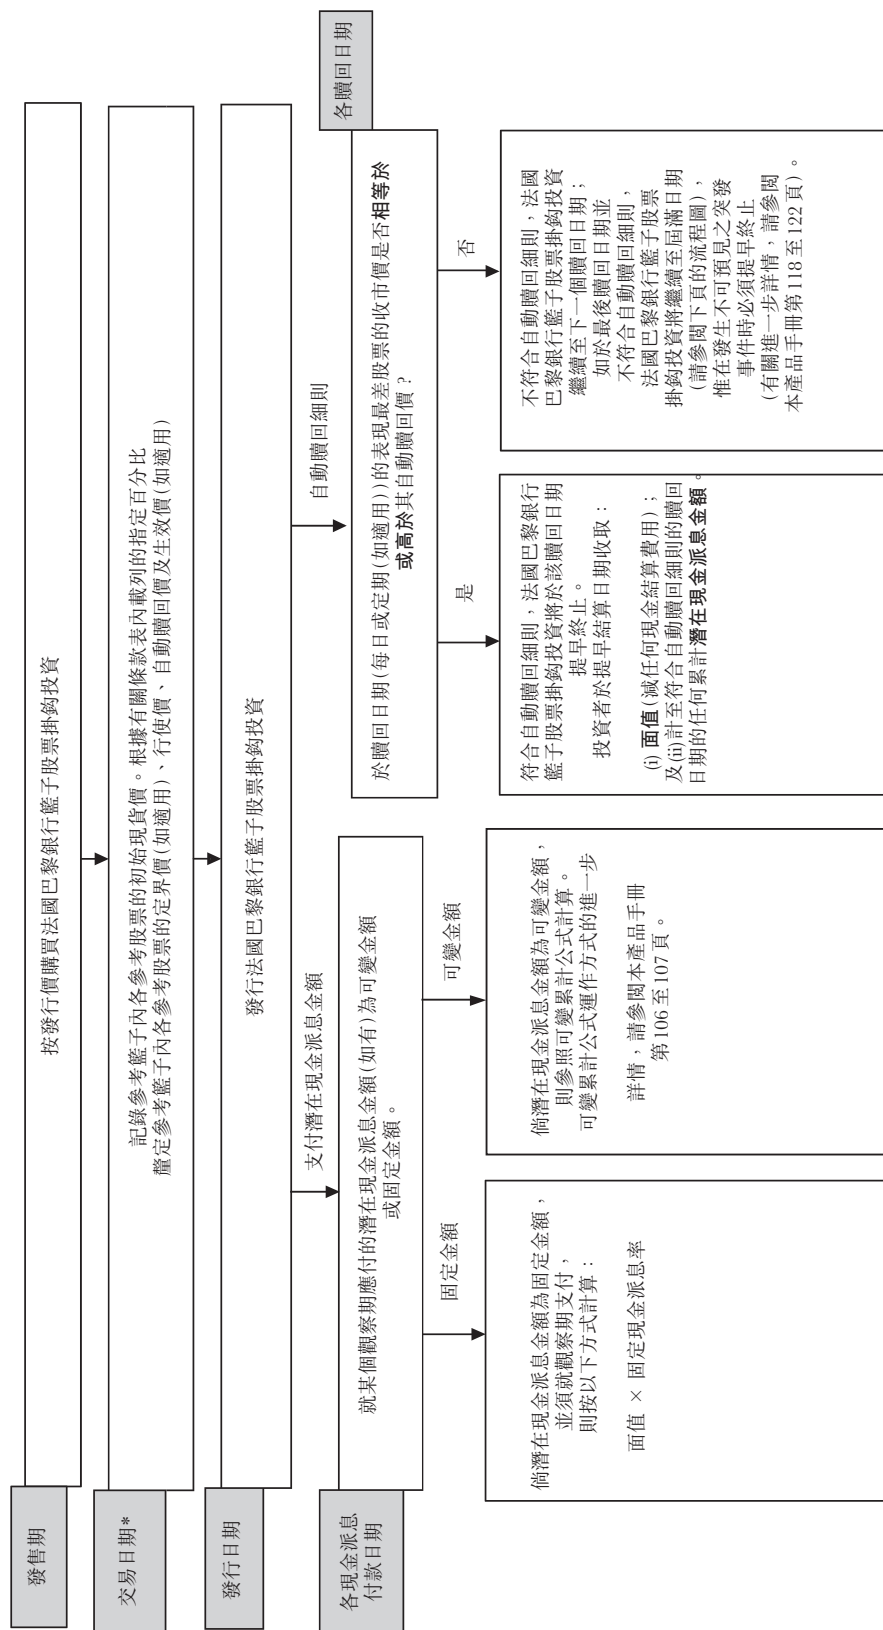 發售期
按發行價購買法國巴黎銀行籃子股票掛鈎投資
交易日期*
記錄參考籃子內各參考股票的初始現貨價。根據有關條款表內載列的指定百分比
釐定參考籃子內各參考股票的定界價(如適用)、行使價、自動贖回價及生效價(如適用)
發行日期
發行法國巴黎銀行籃子股票掛鈎投資
支付潛在現金派息金額
自動贖回細則
各現金派息
付款日期
就某個觀察期應付的潛在現金派息金額(如有)為可變金額
或固定金額。
各贖回日期
於贖回日期(每日或定期(如適用))的表現最差股票的收市價是否相等於
或高於其自動贖回價?
固定金額
可變金額
是
否
倘潛在現金派息金額為固定金額,
並須就觀察期支付,
則按以下方式計算:
面值 × 固定現金派息率
倘潛在現金派息金額為可變金額,
則參照可變累計公式計算。
可變累計公式運作方式的進一步
詳情,請參閱本產品手冊
第106至107頁。
符合自動贖回細則,法國巴黎銀行
籃子股票掛鈎投資將於該贖回日期
提早終止。
投資者於提早結算日期收取:
(i) 面值(減任何現金結算費用);
及(ii)計至符合自動贖回細則的贖回
日期的任何累計潛在現金派息金額。
不符合自動贖回細則,法國
巴黎銀行籃子股票掛鈎投資
繼續至下一個贖回日期;
如於最後贖回日期並
不符合自動贖回細則,
法國巴黎銀行籃子股票
掛鈎投資將繼續至屆滿日期
(請參閱下頁的流程圖),
惟在發生不可預見之突發
事件時必須提早終止
(有關進一步詳情,請參閱
本產品手冊第118至122頁)。